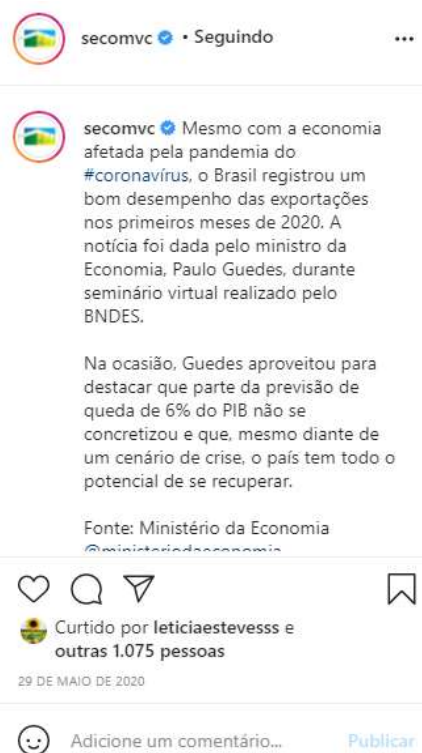 secomvc • Seguindo
secomvc Mesmo com a economia
afetada pela pandemia do
#coronavírus, o Brasil registrou um
bom desempenho das exportações
nos primeiros meses de 2020. A
notícia foi dada pelo ministro da
Economia, Paulo Guedes, durante
seminário virtual realizado pelo
BNDES.
Na ocasião, Guedes aproveitou para
destacar que parte da previsão de
queda de 6% do PIB não se
concretizou e que, mesmo diante de
um cenário de crise, o país tem todo o
potencial de se recuperar.
Fonte: Ministério da Economia
@ministeriodaeconomia
Curtido por leticiaestevesss e
outras 1.075 pessoas
29 DE MAIO DE 2020
Adicione um comentário... Publicar